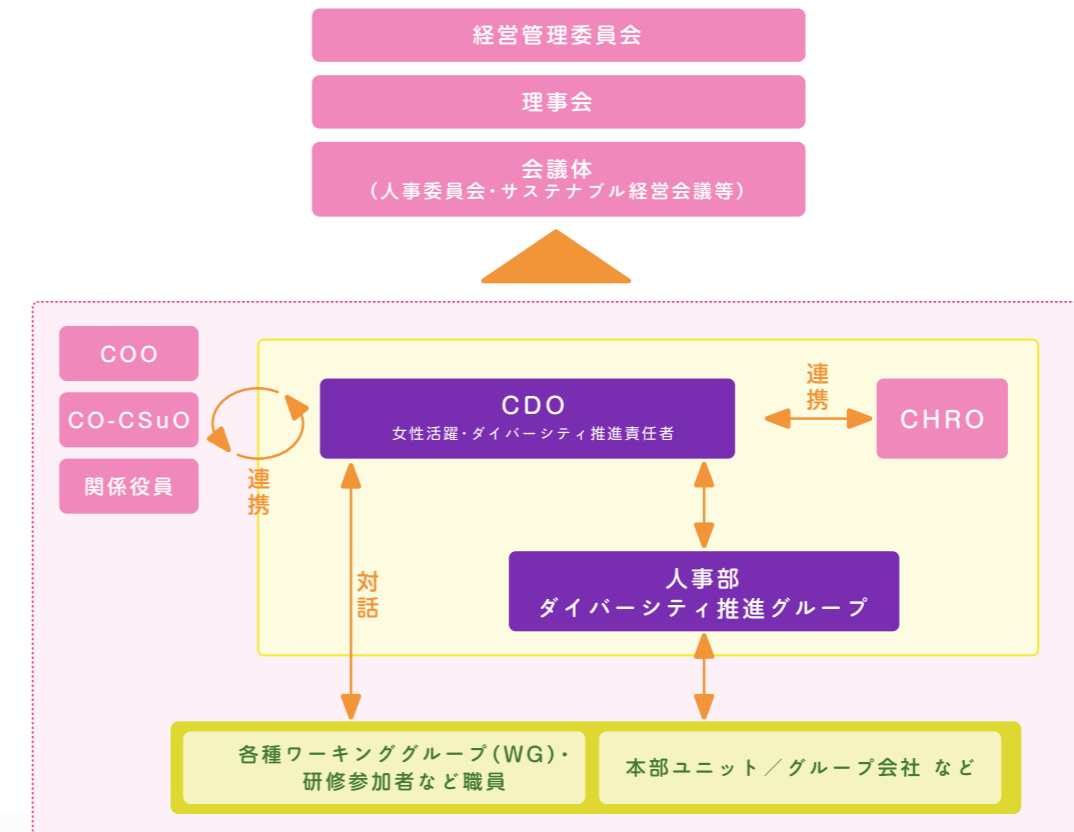 経営管理委員会
理事会
会議体
(人事委員会･サステナブル経営会議等)
COO
CO-CSuO
関係役員
連携
CDO
女性活躍･ダイバーシティ推進責任者
連携
CHRO
対話
人事部
ダイバーシティ推進グループ
各種ワーキンググループ(WG)･
研修参加者など職員
本部ユニット／グループ会社 など